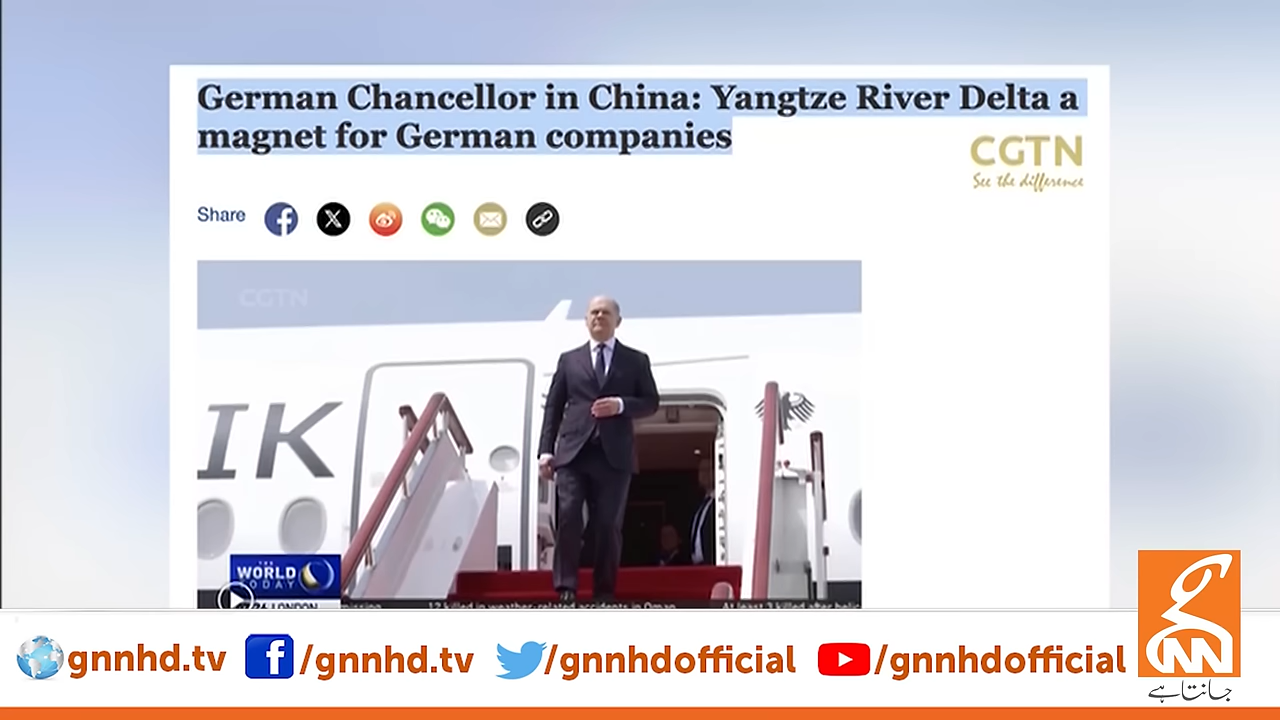 German Chancellor in China: Yangtze River Delta a
magnet for German companies
CGTN
See the difference
Share
CGTN
IK
THE
WORLD
TODAY
LONDON
12 killed in weather-related accidents in Oman
At least 3 killed after
gnnhd.tv
/gnnhd.tv
/gnnhdofficial
/gnnhdofficial
GNN
جانتا ہے